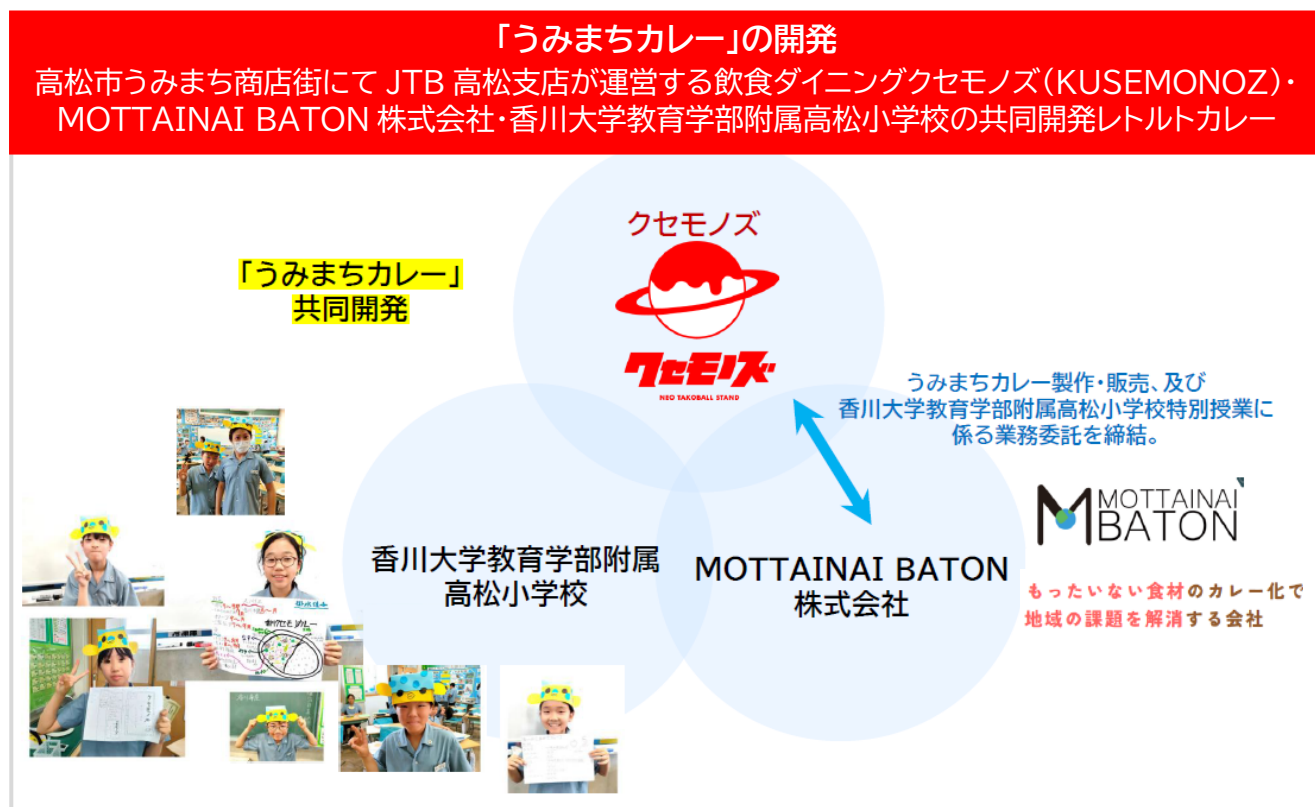 「うみまちカレー」の開発
高松市うみまち商店街にて JTB 高松支店が運営する飲食ダイニングクセモノズ(KUSEMONOZ)・
MOTTAINAI BATON 株式会社・香川大学教育学部附属高松小学校の共同開発レトルトカレー
クセモノズ
「うみまちカレー」
共同開発
クセモノズ
NEO TAKOBALL STAND
うみまちカレー製作・販売、及び
香川大学教育学部附属高松小学校特別授業に
係る業務委託を締結。
MOTTAINAI
BATON
香川大学教育学部附属
高松小学校
MOTTAINAI BATON
株式会社
もったいない食材のカレー化で
地域の課題を解消する会社